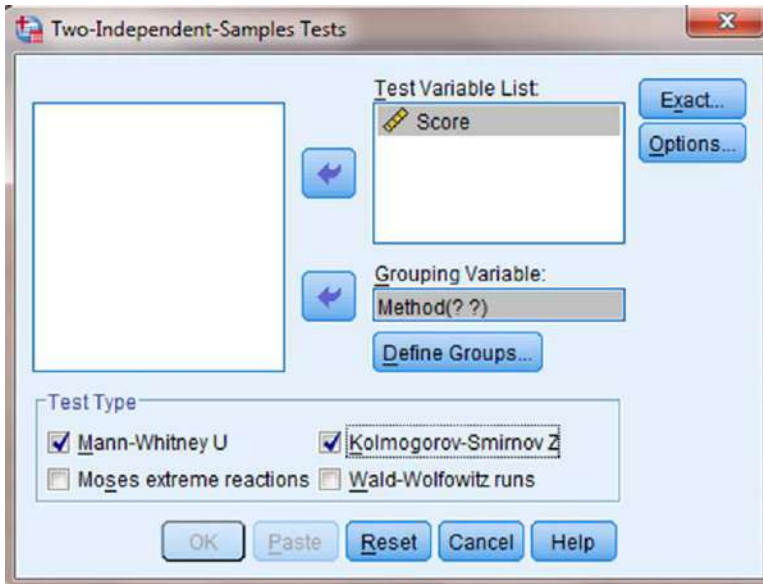 Two-Independent-Samples Tests
Test Variable List:
Score
Exact...
Options...
Grouping Variable:
Method(? ?)
Define Groups...
Test Type
Mann-Whitney U
Kolmogorov-Smirnov Z
Moses extreme reactions
Wald-Wolfowitz runs
OK
Paste
Reset
Cancel
Help